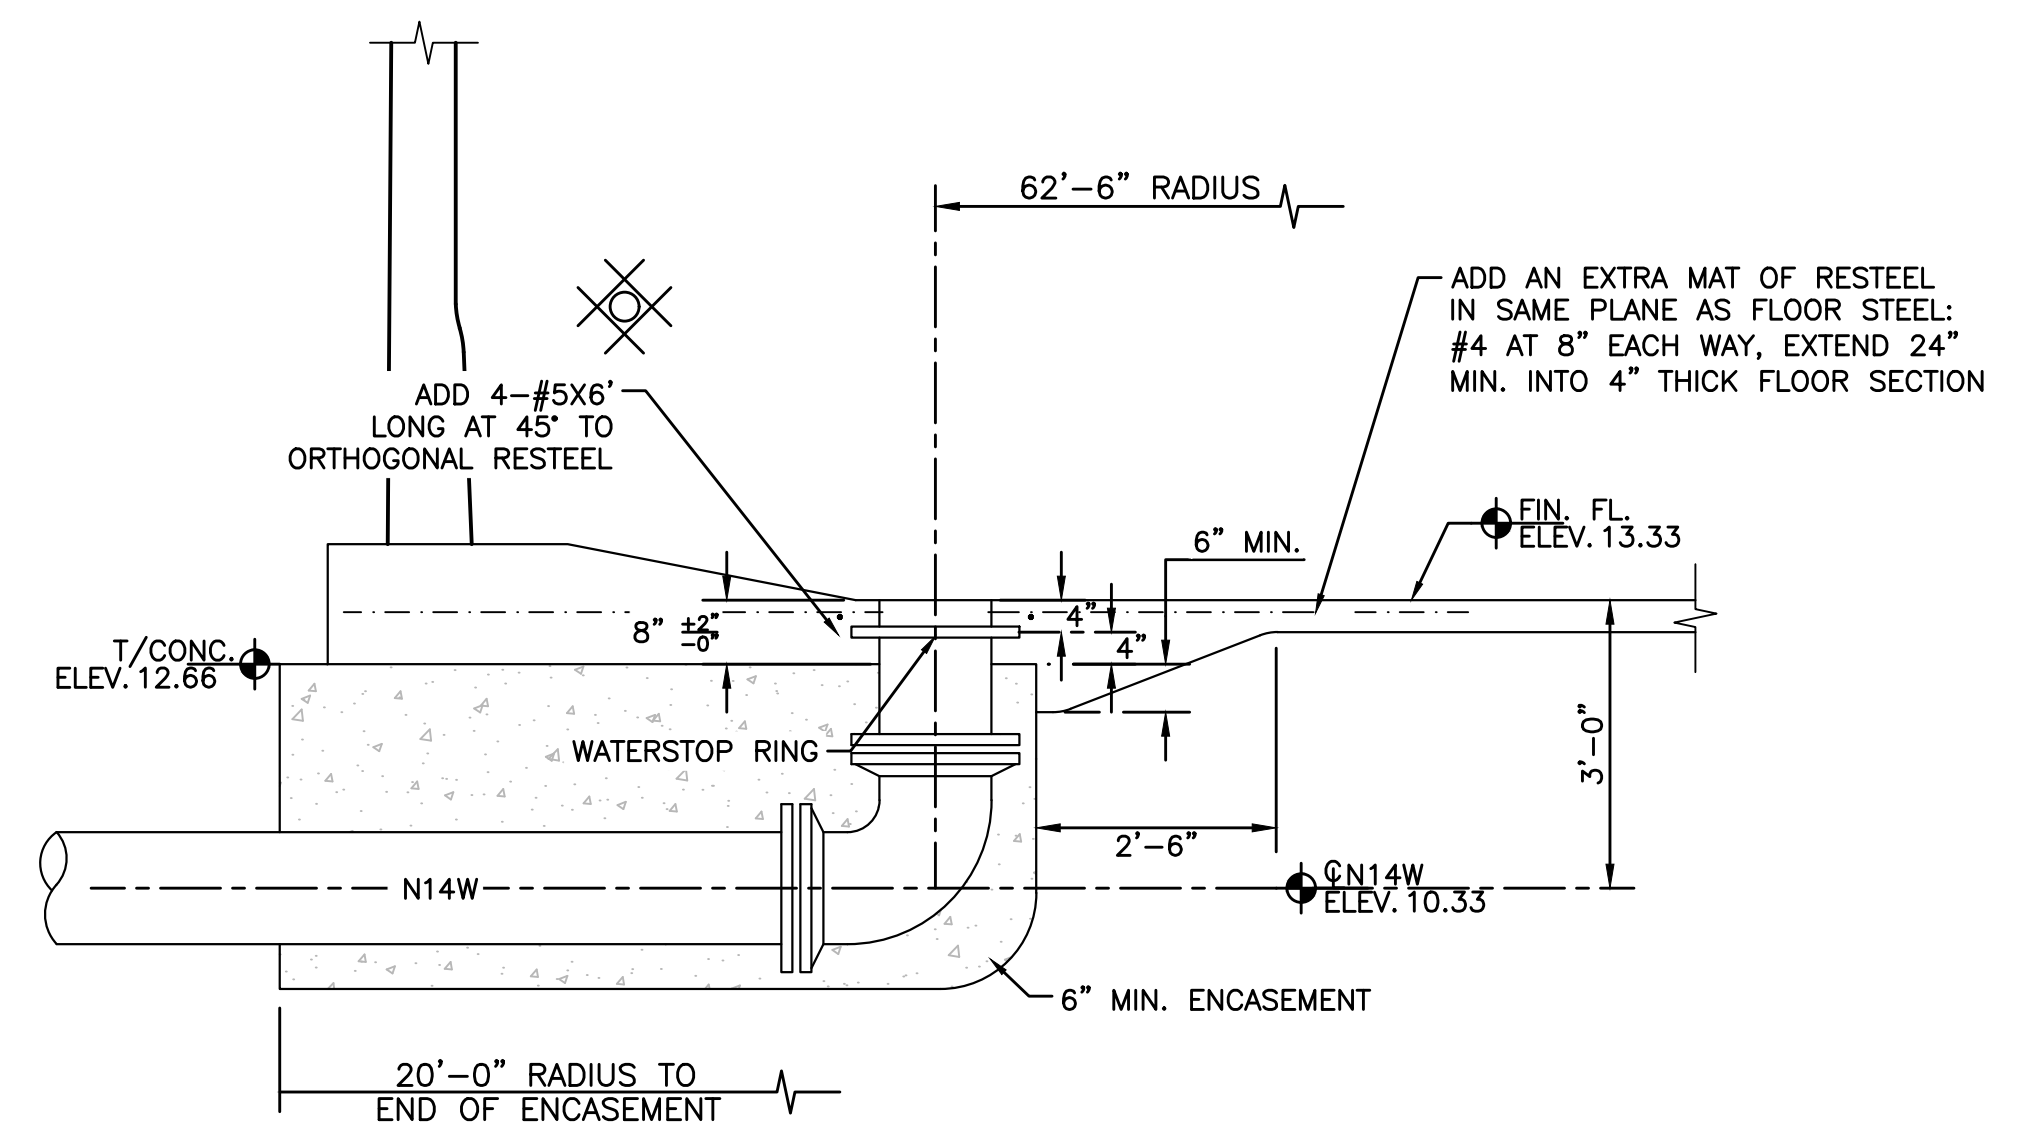 62'-6" RADIUS
ADD AN EXTRA MAT OF RESTEEL
IN SAME PLANE AS FLOOR STEEL:
#4 AT 8" EACH WAY, EXTEND 24"
MIN. INTO 4" THICK FLOOR SECTION
ADD 4-#5X6'
LONG AT 45° TO
ORTHOGONAL RESTEEL
FIN. FL.
ELEV. 13.33
6" MIN.
4"
8" +2"
-0"
4"
T/CONC.
ELEV. 12.66
WATERSTOP RING
3'-0"
2'-6"
N14W
℄ N14W
ELEV. 10.33
6" MIN. ENCASEMENT
20'-0" RADIUS TO
END OF ENCASEMENT